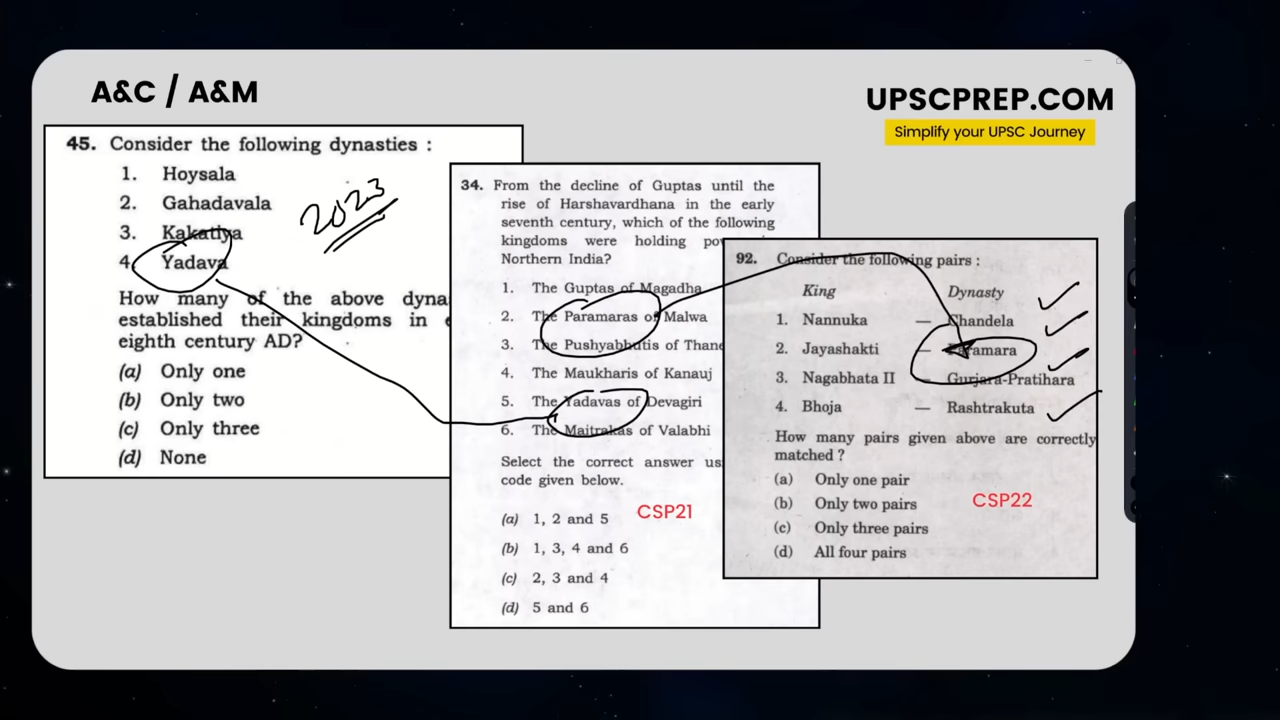 A&C / A&M
UPSCPREP.COM
Simplify your UPSC Journey
45. Consider the following dynasties :
1. Hoysala
2. Gahadavala
3. Kakatiya
4. Yadava
How many of the above dyna
established their kingdoms in
eighth century AD?
(a) Only one
(b) Only two
(c) Only three
(d) None
2023
34. From the decline of Guptas until the
rise of Harshavardhana in the early
seventh century, which of the following
kingdoms were holding po
Northern India?
1. The Guptas of Magadha
2. The Paramaras of Malwa
3. The Pushyabhutis of Thane
4. The Maukharis of Kanauj
5. The Yadavas of Devagiri
6. The Maitrakas of Valabhi
Select the correct answer us
code given below.
(a) 1, 2 and 5
(b) 1, 3, 4 and 6
(c) 2, 3 and 4
(d) 5 and 6
CSP21
92. Consider the following pairs :
King Dynasty
1. Nannuka — Chandela
2. Jayashakti — Paramara
3. Nagabhata II — Gurjara-Pratihara
4. Bhoja — Rashtrakuta
How many pairs given above are correctly
matched ?
(a) Only one pair
(b) Only two pairs
(c) Only three pairs
(d) All four pairs
CSP22